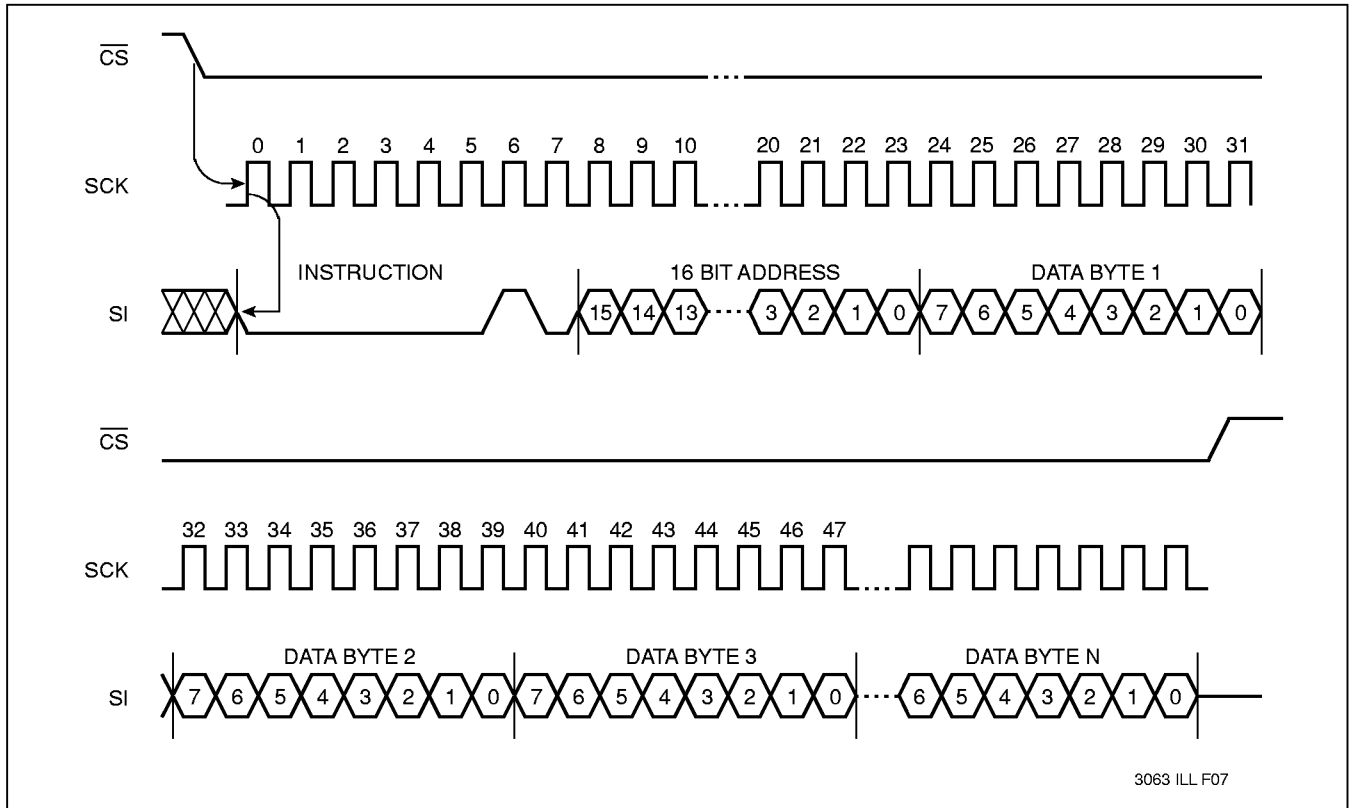 CS
0 1 2 3 4 5 6 7 8 9 10 20 21 22 23 24 25 26 27 28 29 30 31
SCK
INSTRUCTION 16 BIT ADDRESS DATA BYTE 1
SI 15 14 13 3 2 1 0 7 6 5 4 3 2 1 0
CS
32 33 34 35 36 37 38 39 40 41 42 43 44 45 46 47
SCK
DATA BYTE 2 DATA BYTE 3 DATA BYTE N
SI 7 6 5 4 3 2 1 0 7 6 5 4 3 2 1 0 6 5 4 3 2 1 0
3063 ILL F07